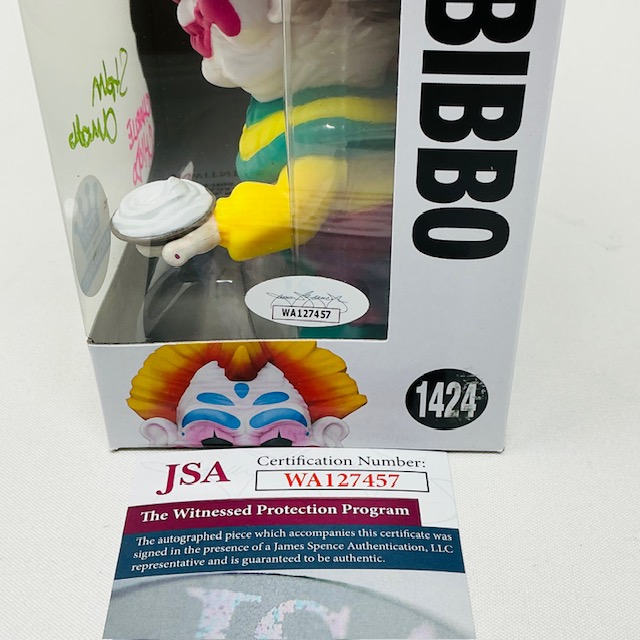 BIBBO
WA127457
1424
JSA
Certification Number:
WA127457
The Witnessed Protection Program
The autographed piece which accompanies this certificate was
signed in the presence of a James Spence Authentication, LLC
representative and is guaranteed to be authentic.